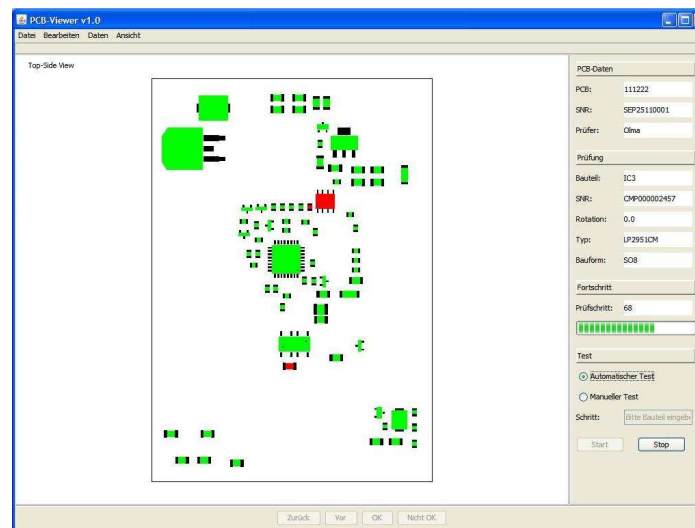 PCB-Viewer v1.0
Datei Bearbeiten Daten Ansicht
Top-Side View
PCB-Daten
PCB: 111222
SNR: SEP25110001
Prüfer: Olma
Prüfung
Bauteil: IC3
SNR: CMP000002457
Rotation: 0.0
Typ: LP2951CM
Bauform: SO8
Fortschritt
Prüfschritt: 68
Test
Automatischer Test
Manueller Test
Schritt: Bitte Bauteil eingebe
Start Stop
Zurück Vor OK Nicht OK